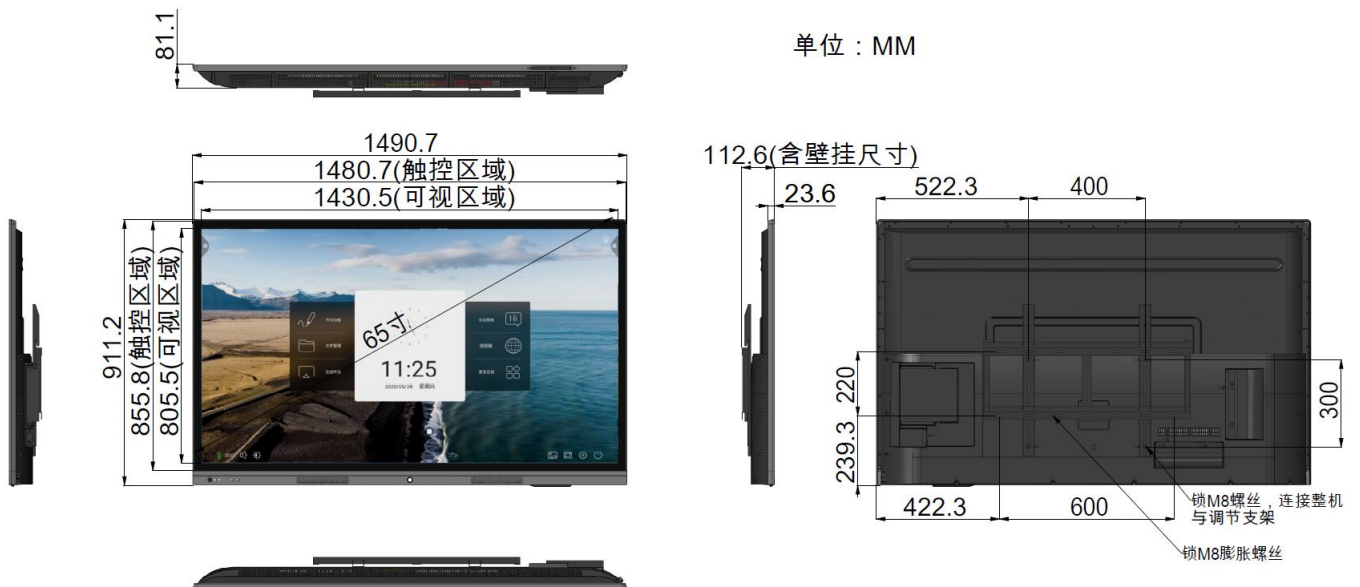 81.1
单位：MM
1490.7
1480.7(触控区域)
1430.5(可视区域)
911.2
855.8(触控区域)
805.5(可视区域)
65寸
11:25
112.6(含壁挂尺寸)
23.6
522.3
400
220
239.3
300
422.3
600
锁M8螺丝，连接整机
与调节支架
锁M8膨胀螺丝